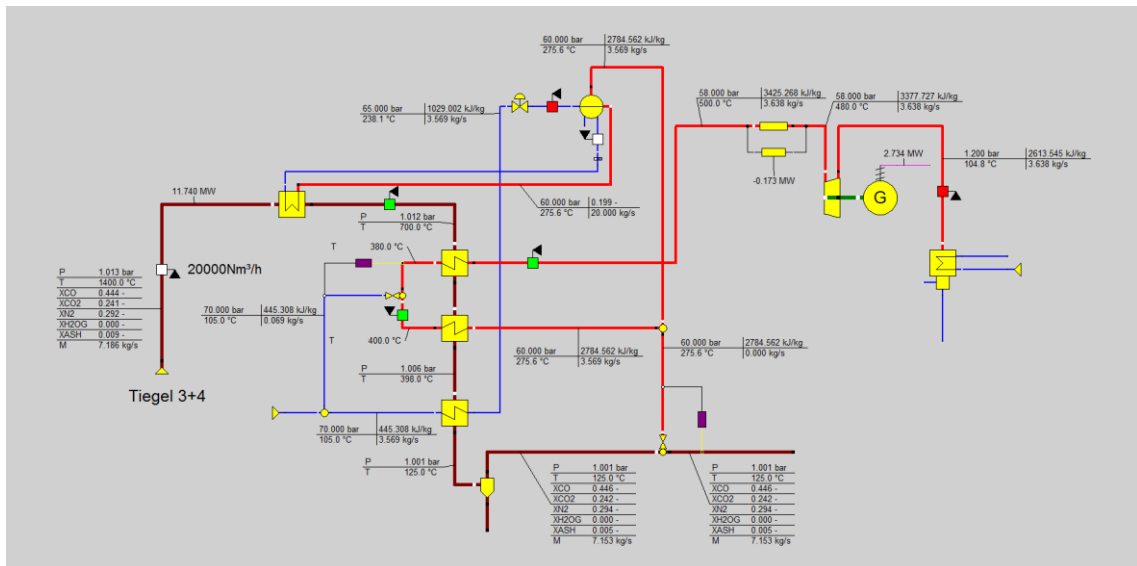 60.000 bar 2784.562 kJ/kg
275.6 °C 3.569 kg/s
65.000 bar 1029.002 kJ/kg
238.1 °C 3.569 kg/s
58.000 bar 3425.268 kJ/kg
500.0 °C 3.638 kg/s
58.000 bar 3377.727 kJ/kg
480.0 °C 3.638 kg/s
2.734 MW
-0.173 MW
G
1.200 bar 2613.545 kJ/kg
104.8 °C 3.638 kg/s
11.740 MW
60.000 bar 0.199 -
275.6 °C 20.000 kg/s
P 1.012 bar
T 700.0 °C
T
380.0 °C
20000Nm³/h
P 1.013 bar
T 1400.0 °C
XCO 0.444 -
XCO2 0.241 -
XN2 0.292 -
XH2OG 0.000 -
XASH 0.009 -
M 7.186 kg/s
70.000 bar 445.308 kJ/kg
105.0 °C 0.069 kg/s
T
400.0 °C
60.000 bar 2784.562 kJ/kg
275.6 °C 3.569 kg/s
60.000 bar 2784.562 kJ/kg
275.6 °C 0.000 kg/s
P 1.006 bar
T 398.0 °C
Tiegel 3+4
70.000 bar 445.308 kJ/kg
105.0 °C 3.569 kg/s
P 1.001 bar
T 125.0 °C
P 1.001 bar
T 125.0 °C
XCO 0.446 -
XCO2 0.242 -
XN2 0.294 -
XH2OG 0.000 -
XASH 0.005 -
M 7.153 kg/s
P 1.001 bar
T 125.0 °C
XCO 0.446 -
XCO2 0.242 -
XN2 0.294 -
XH2OG 0.000 -
XASH 0.005 -
M 7.153 kg/s